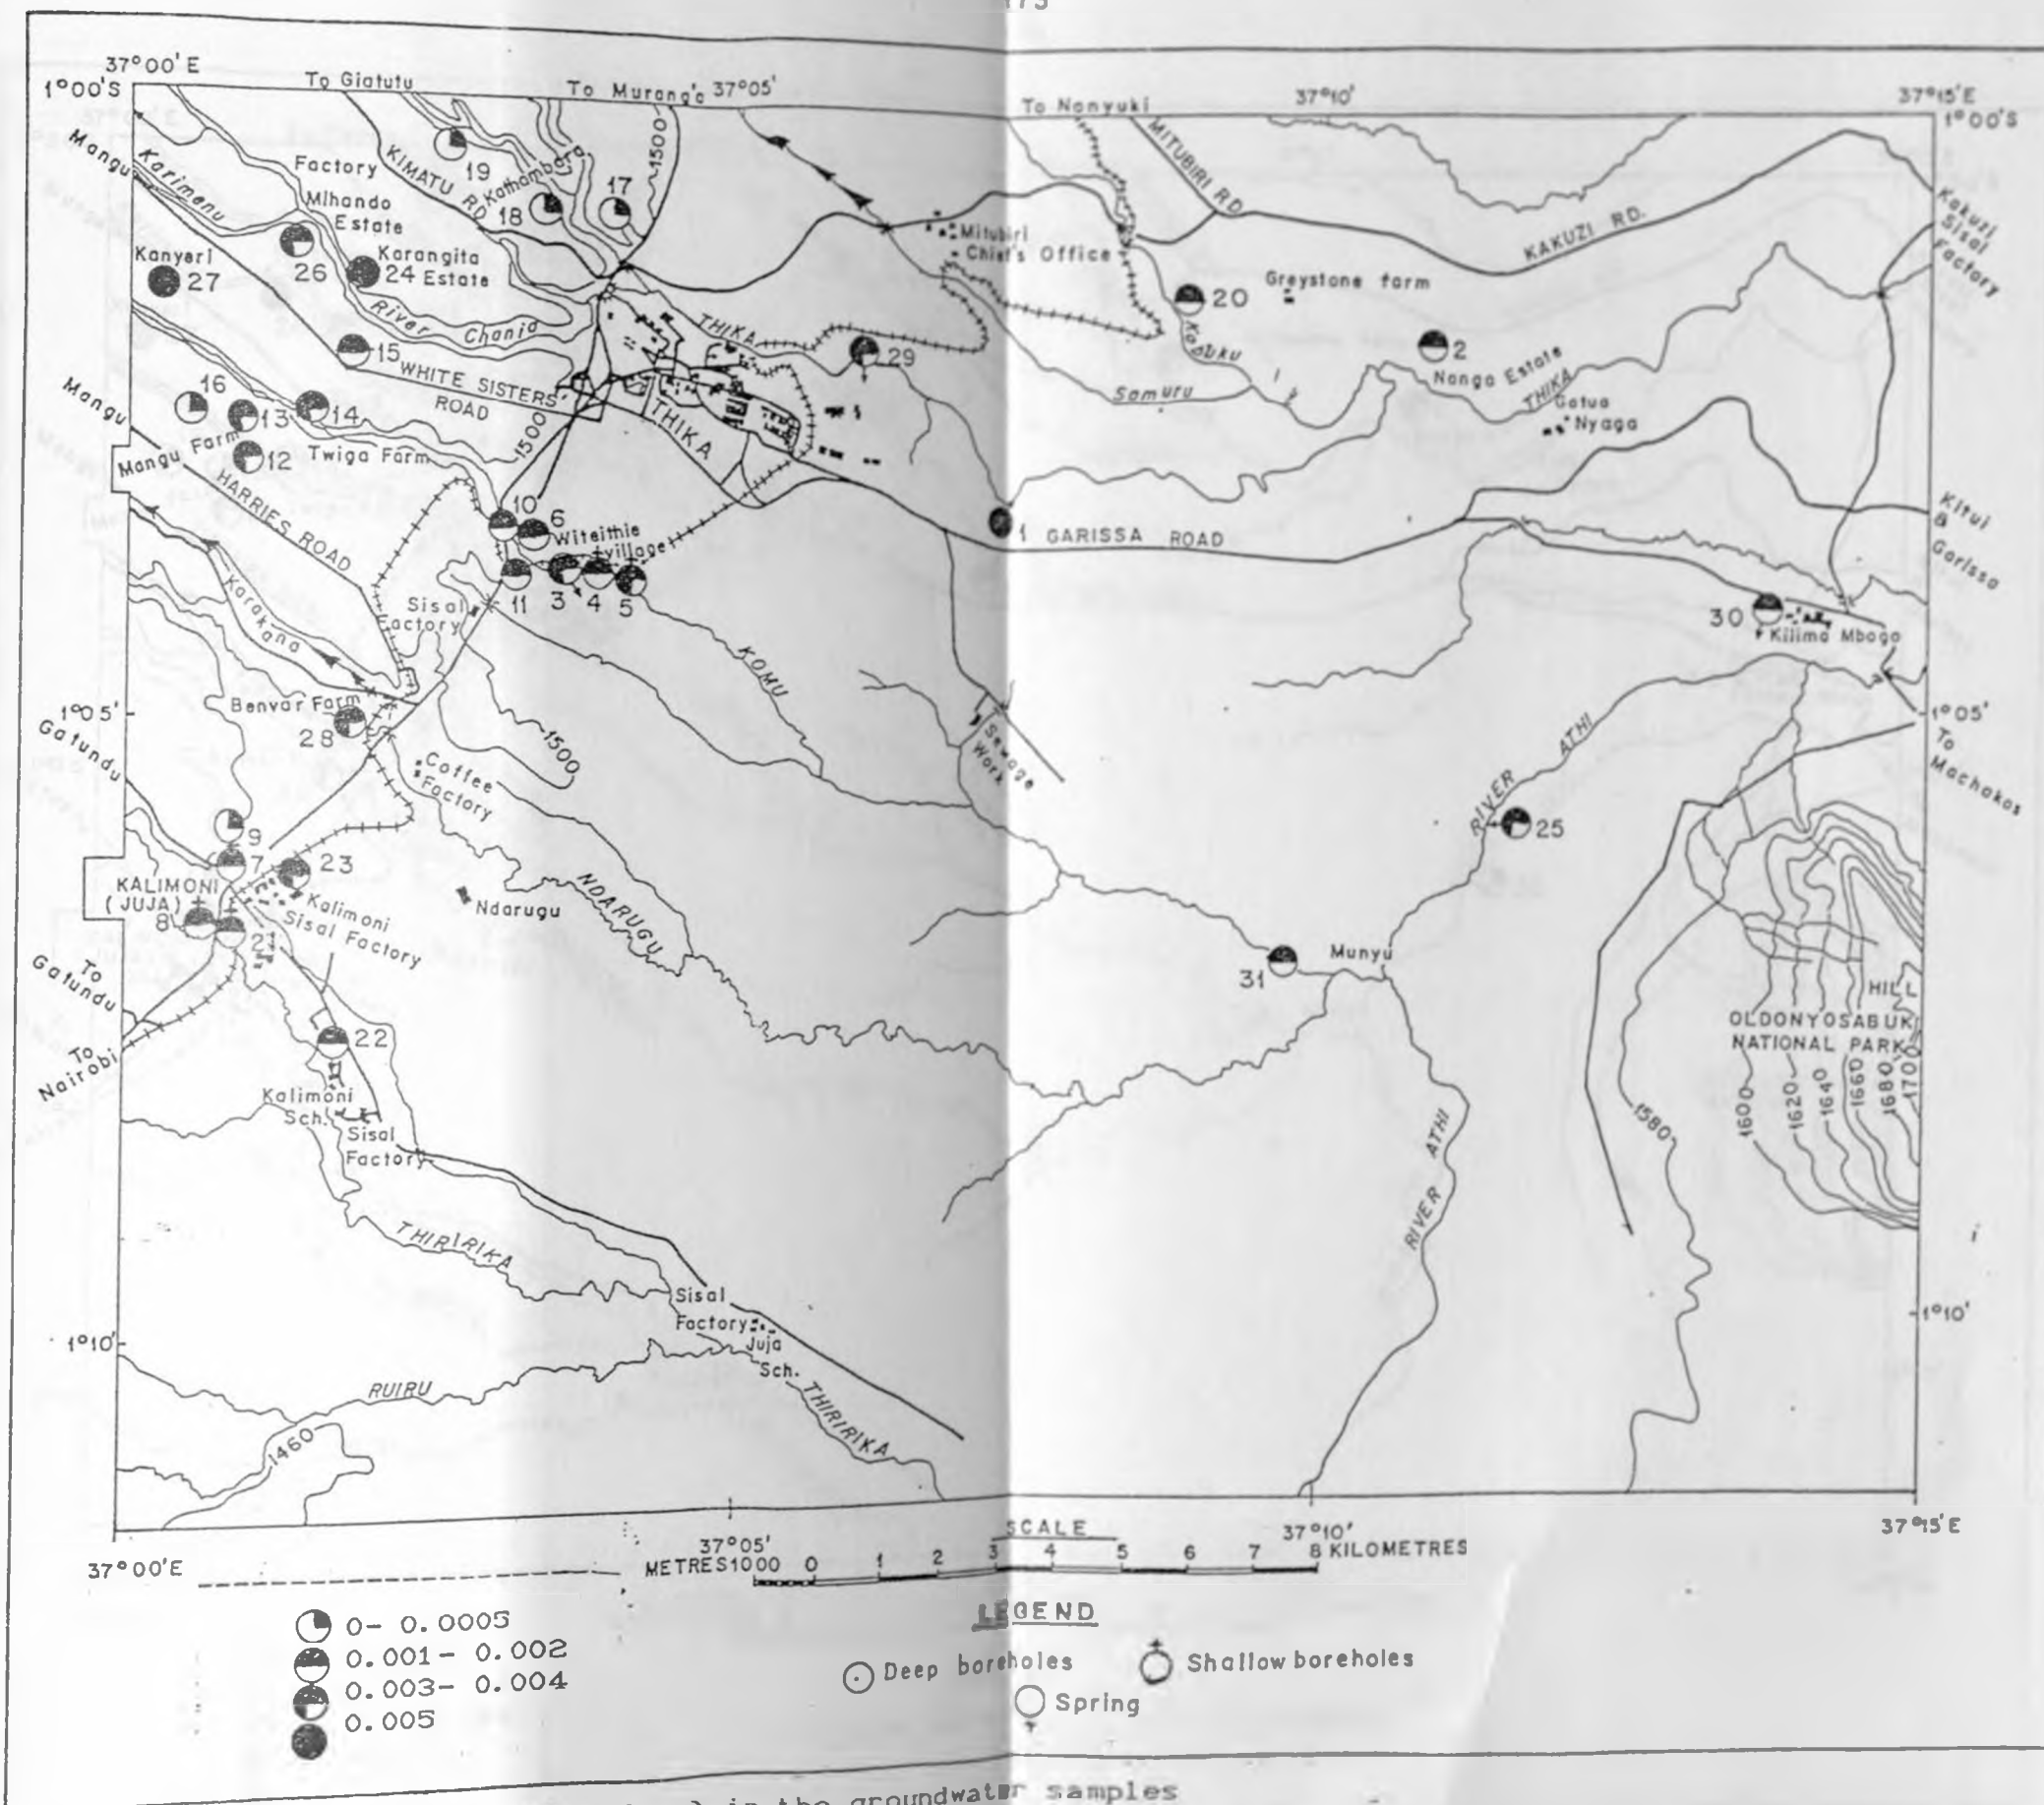 173
37°00'E
To Giatutu
To Murang'a
37°05'
To Nanyuki
37°10'
37°15'E
1°00'S
1°00'S
Mangu
Karimenu
Factory
KIMATU RD
Kathambara
1500
MITUBIRI RD
KAKUZI RD.
Kakuzi
Sisal
Factory
19
18
17
Mihando
Estate
Karangita
Estate
24
26
Kanyeri
27
Mitubiri
Chief's Office
Greystone farm
20
River Chania
THIKA
29
Kabuku
2
Nanga Estate
15
WHITE SISTERS'
ROAD
Samuru
THIKA
Gatua
Nyaga
Mangu
16
13
14
THIKA
1500
Mangu Farm
12
Twiga Farm
HARRIES ROAD
10
6
Witeithie
village
1
GARISSA ROAD
Kitui
&
Garissa
11
3
4
5
Karakana
Sisal
Factory
KOMU
30
Kilima Mbogo
1°05'
Benvar Farm
28
1500
Sewage
Work
RIVER ATHI
1°05'
To
Machakos
Gatundu
Coffee
Factory
25
9
7
23
KALIMONI
(JUJA)
Kalimoni
Sisal Factory
8
21
Ndarugu
NDARUGU
31
Munyu
To
Gatundu
HILL
OLDONYOSABUK
NATIONAL PARK
22
To
Nairobi
Kalimoni
Sch.
Sisal
Factory
1580
1600
1620
1640
1660
1680
1700
RIVER ATHI
THIRIRIKA
Sisal
Factory
Juja
Sch.
1°10'
1°10'
RUIRU
THIRIRIKA
1460
37°00'E
37°05'
37°10'
37°15'E
SCALE
METRES 1000 0 1 2 3 4 5 6 7 8 KILOMETRES
LEGEND
0- 0.0005
0.001- 0.002
0.003- 0.004
0.005
Deep boreholes
Shallow boreholes
Spring
in the groundwater samples